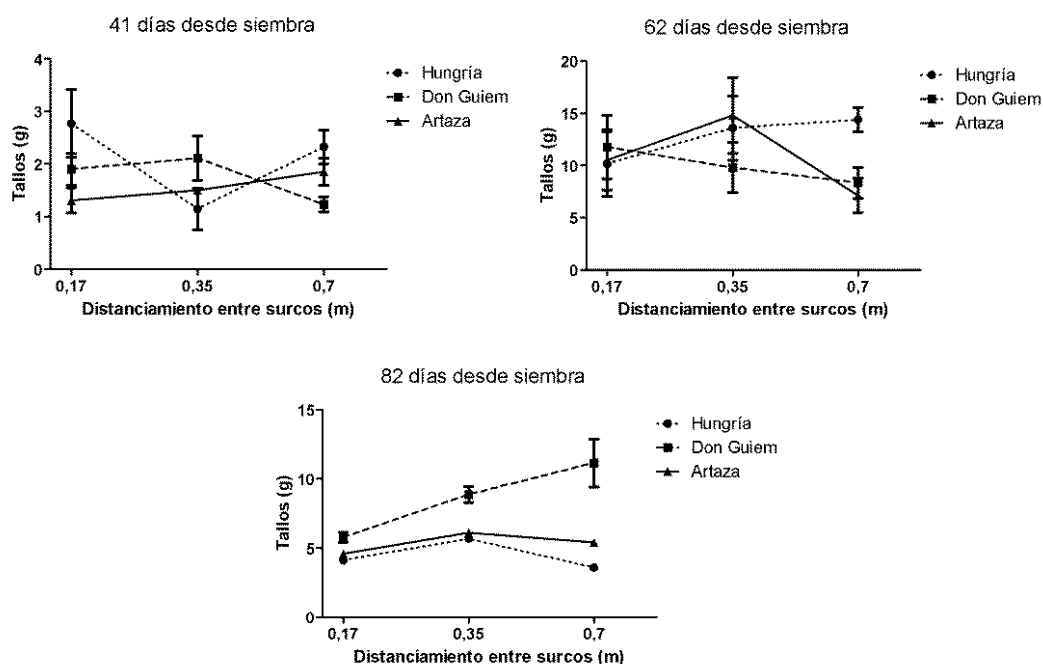 41 días desde siembra
Tallos (g)
4
3
2
1
0
0,17
0,35
0,7
Distanciamiento entre surcos (m)
Hungría
Don Guiem
Artaza
62 días desde siembra
Tallos (g)
20
15
10
5
0
0,17
0,35
0,7
Distanciamiento entre surcos (m)
Hungría
Don Guiem
Artaza
82 días desde siembra
Tallos (g)
15
10
5
0
0,17
0,35
0,7
Distanciamiento entre surcos (m)
Hungría
Don Guiem
Artaza